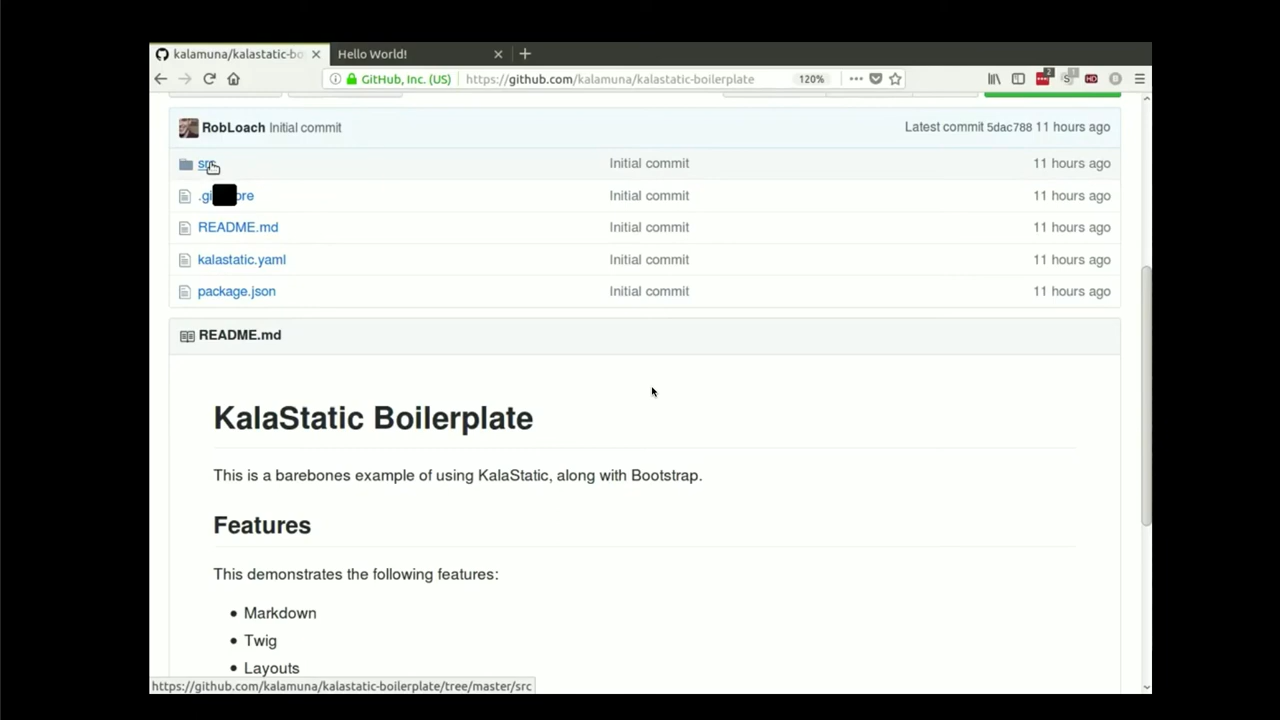 kalamuna/kalastatic-bo
Hello World!
GitHub, Inc. (US) https://github.com/kalamuna/kalastatic-boilerplate 120%
RobLoach Initial commit Latest commit 5dac788 11 hours ago
src Initial commit 11 hours ago
Initial commit 11 hours ago
README.md Initial commit 11 hours ago
kalastatic.yaml Initial commit 11 hours ago
package.json Initial commit 11 hours ago
README.md
KalaStatic Boilerplate
This is a barebones example of using KalaStatic, along with Bootstrap.
Features
This demonstrates the following features:
• Markdown
• Twig
• Layouts
https://github.com/kalamuna/kalastatic-boilerplate/tree/master/src